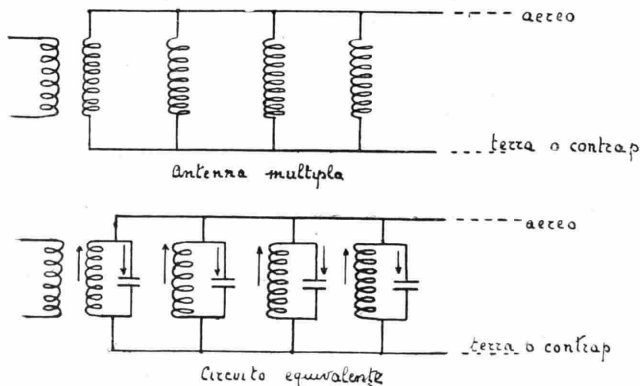 aereo
terra o contrap
Antenna multipla
aereo
terra o contrap
Circuito equivalente